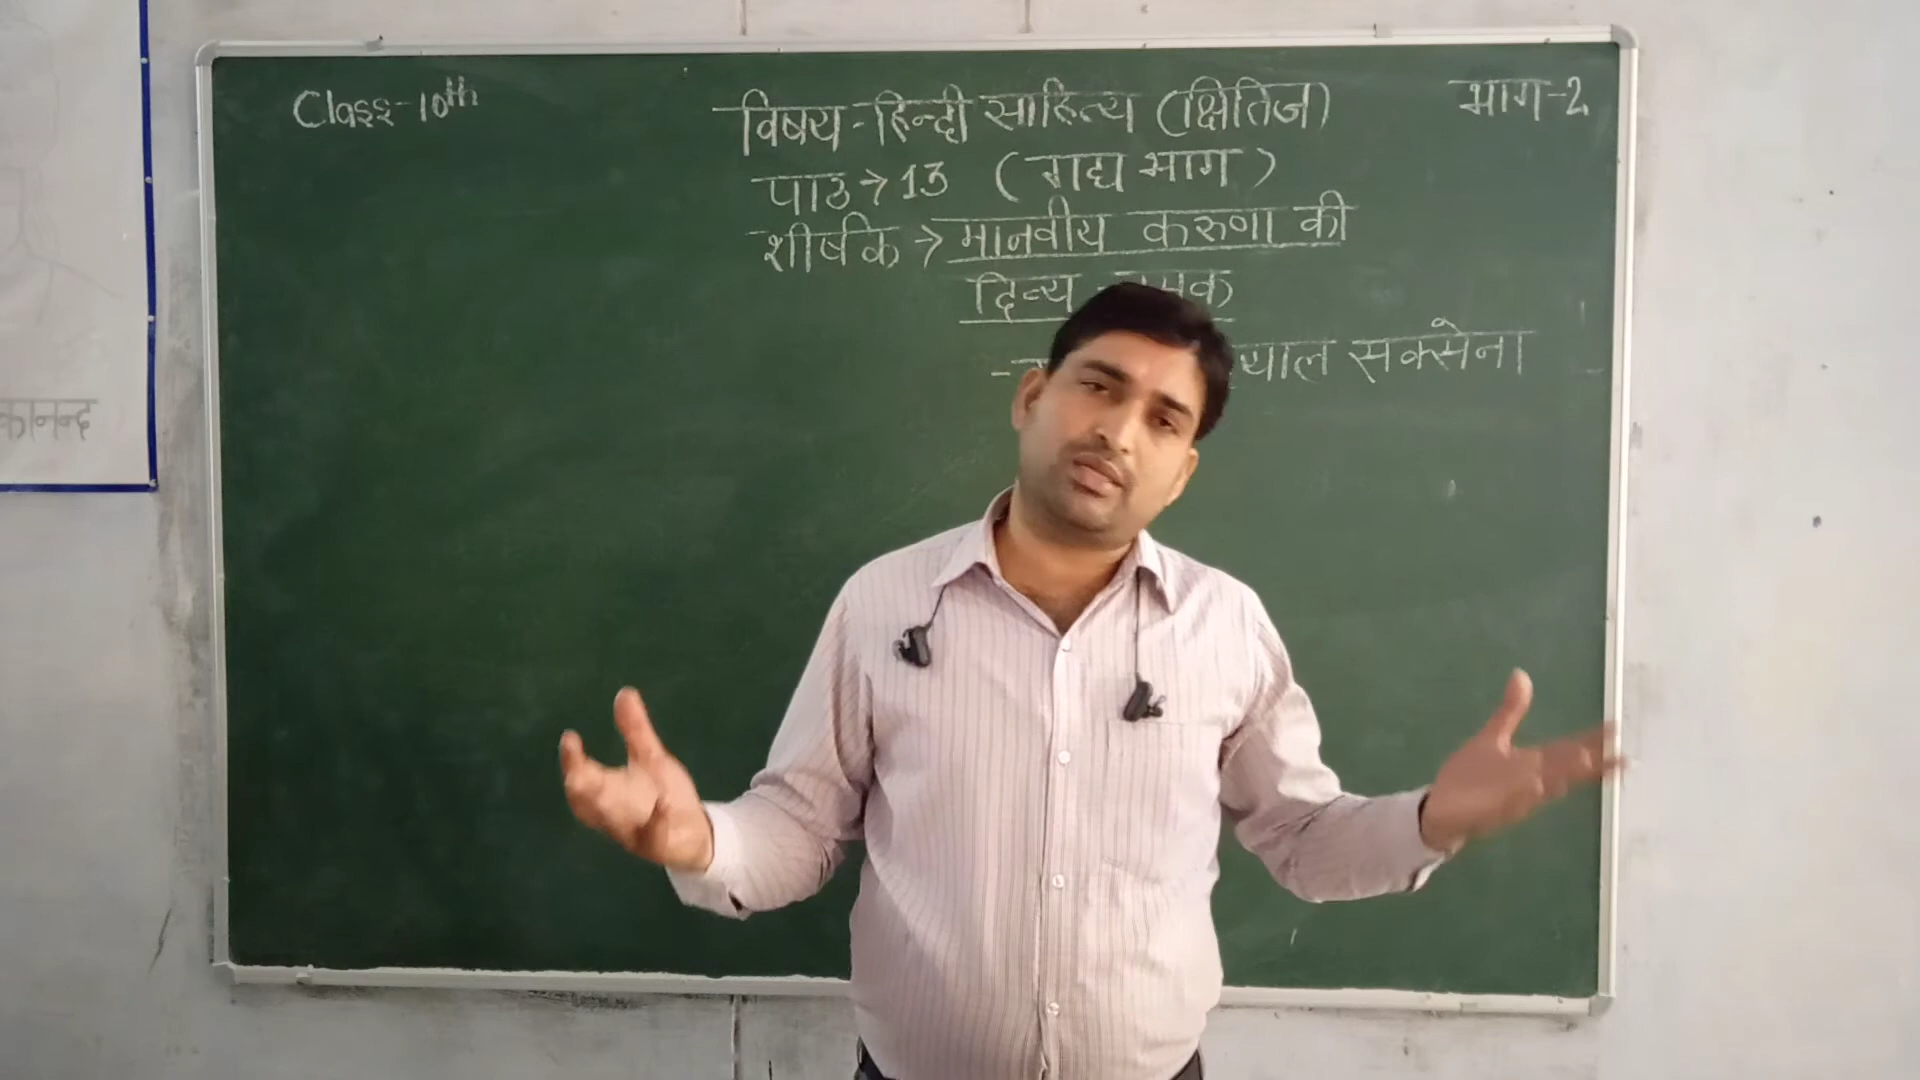 Class-10th
विषय-हिन्दी साहित्य (क्षितिज)
भाग-2
पाठ→13 (गद्य भाग)
शीर्षक→मानवीय करुणा की
दिव्य
सक्सेना
कानन्द